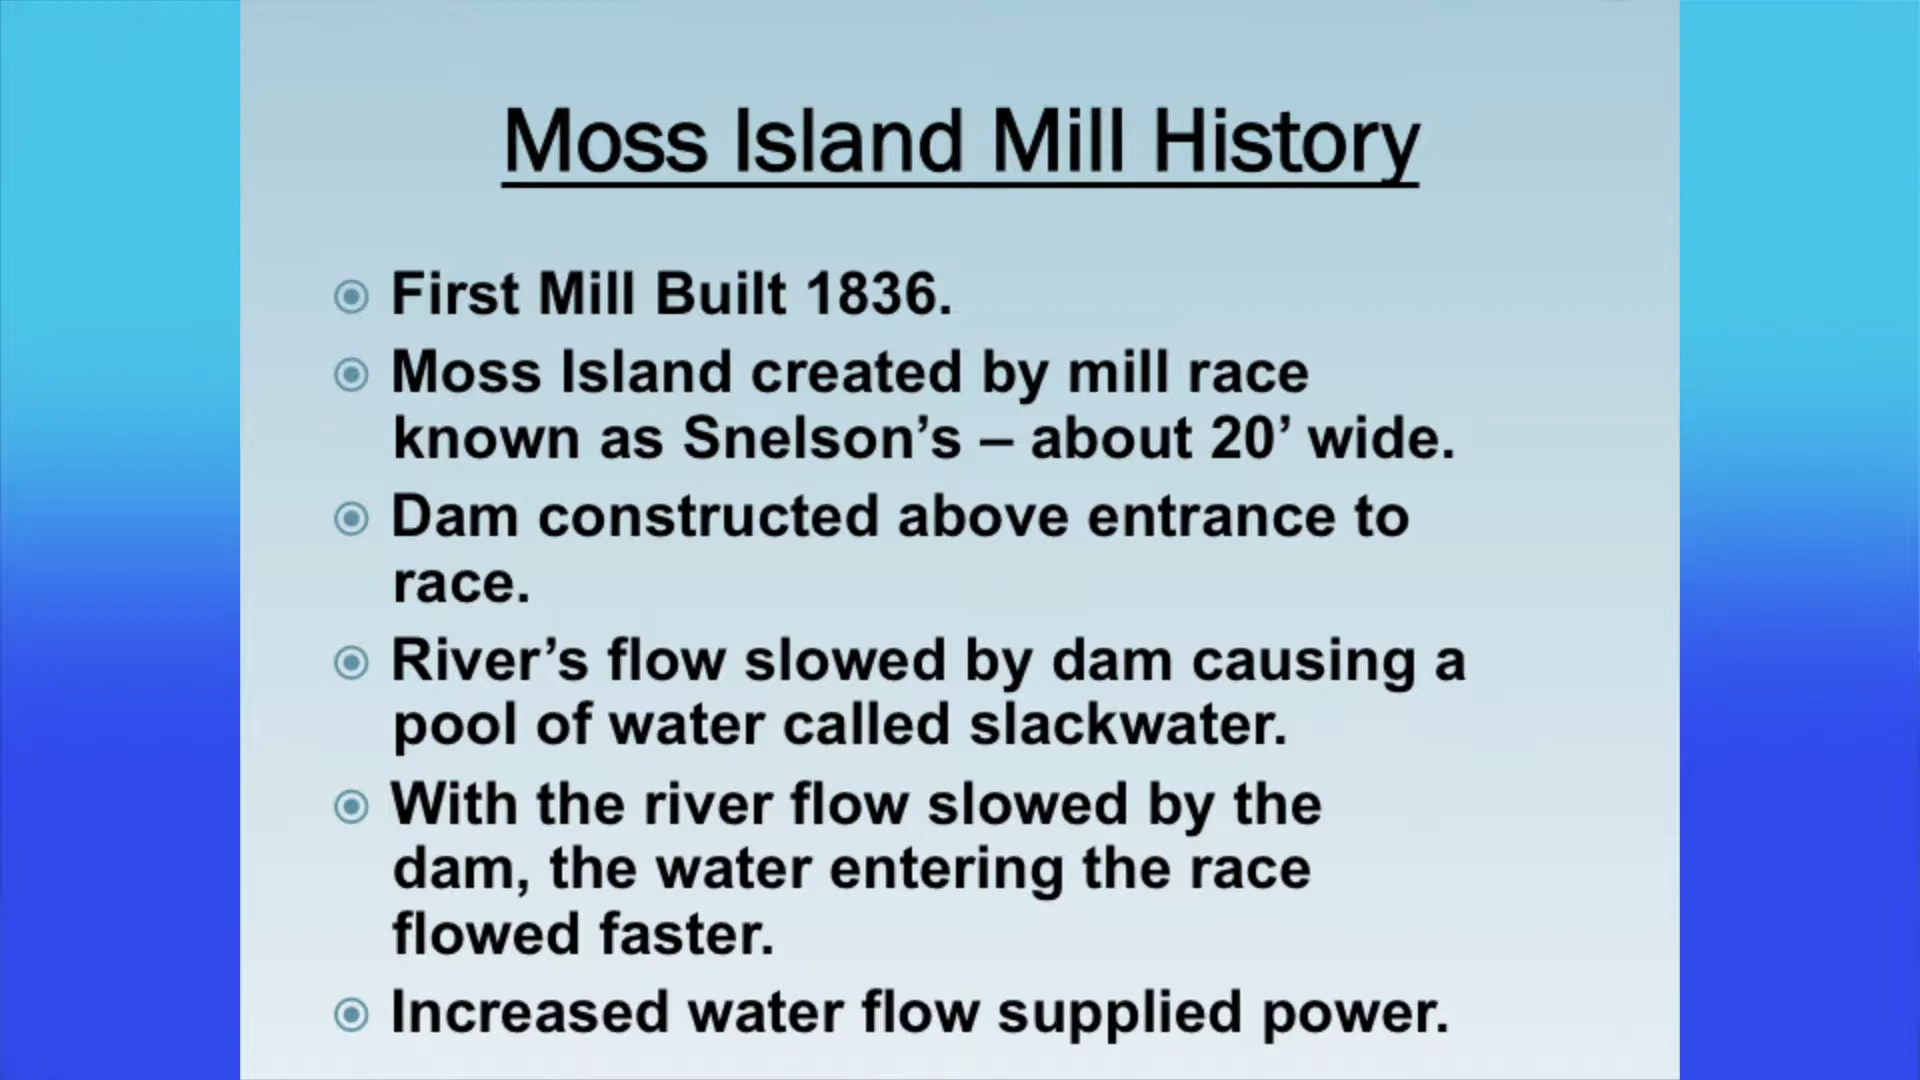 Moss Island Mill History
First Mill Built 1836.
Moss Island created by mill race
known as Snelson’s – about 20’ wide.
Dam constructed above entrance to
race.
River’s flow slowed by dam causing a
pool of water called slackwater.
With the river flow slowed by the
dam, the water entering the race
flowed faster.
Increased water flow supplied power.